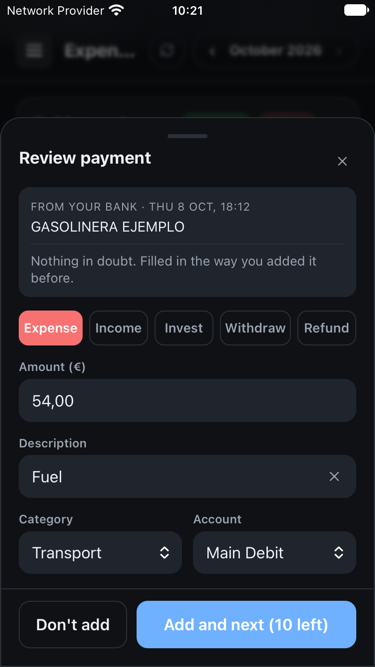 Network Provider
10:21
Expen...
October 2026
Review payment
FROM YOUR BANK · THU 8 OCT, 18:12
GASOLINERA EJEMPLO
Nothing in doubt. Filled in the way you added it
before.
Expense Income Invest Withdraw Refund
Amount (€)
54,00
Description
Fuel
Category Account
Transport Main Debit
Don't add Add and next (10 left)